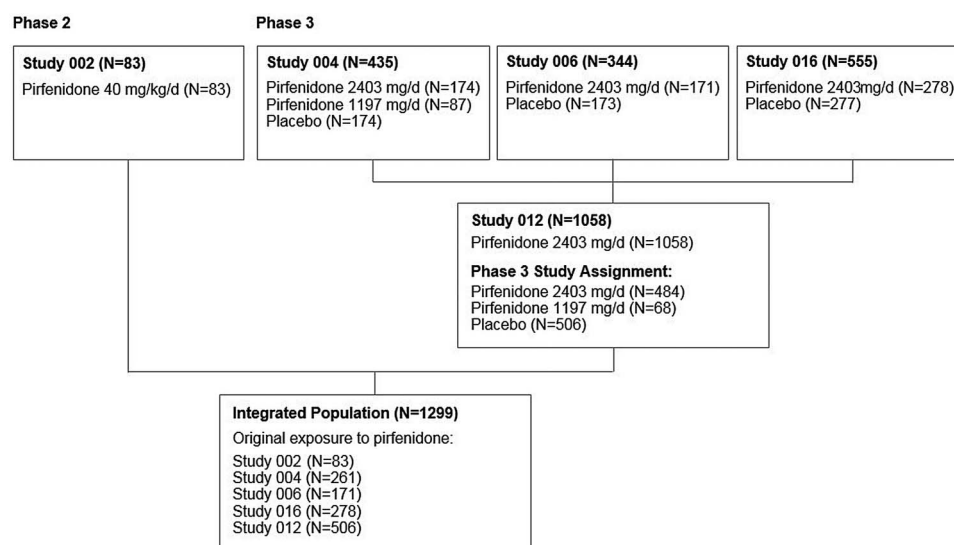 Phase 2
Phase 3
Study 002 (N=83)
Pirfenidone 40 mg/kg/d (N=83)
Study 004 (N=435)
Pirfenidone 2403 mg/d (N=174)
Pirfenidone 1197 mg/d (N=87)
Placebo (N=174)
Study 006 (N=344)
Pirfenidone 2403 mg/d (N=171)
Placebo (N=173)
Study 016 (N=555)
Pirfenidone 2403mg/d (N=278)
Placebo (N=277)
Study 012 (N=1058)
Pirfenidone 2403 mg/d (N=1058)
Phase 3 Study Assignment:
Pirfenidone 2403 mg/d (N=484)
Pirfenidone 1197 mg/d (N=68)
Placebo (N=506)
Integrated Population (N=1299)
Original exposure to pirfenidone:
Study 002 (N=83)
Study 004 (N=261)
Study 006 (N=171)
Study 016 (N=278)
Study 012 (N=506)